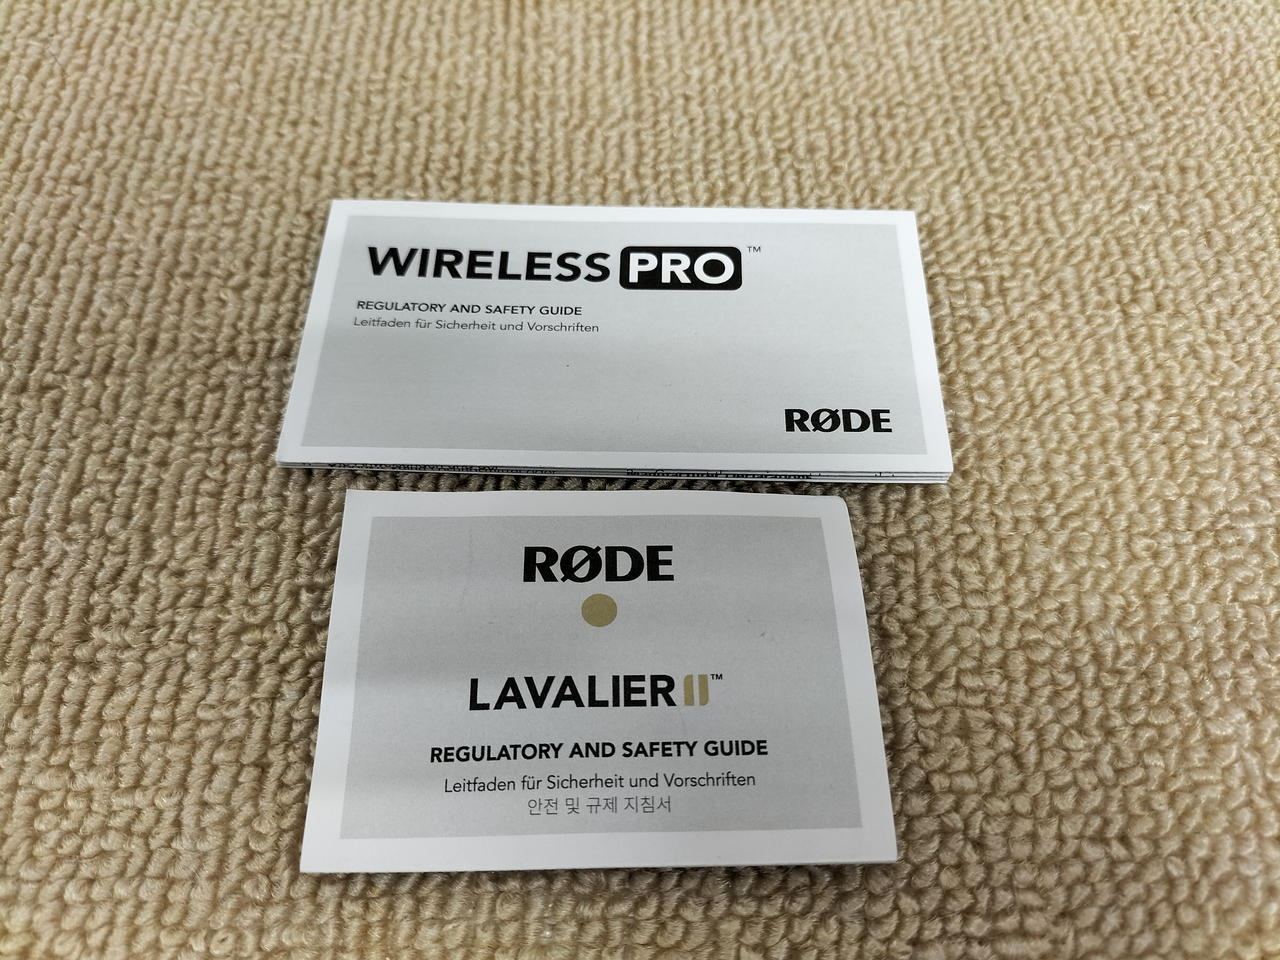 WIRELESS PRO™
REGULATORY AND SAFETY GUIDE
Leitfaden für Sicherheit und Vorschriften
RØDE
RØDE
LAVALIER II™
REGULATORY AND SAFETY GUIDE
Leitfaden für Sicherheit und Vorschriften
안전 및 규제 지침서